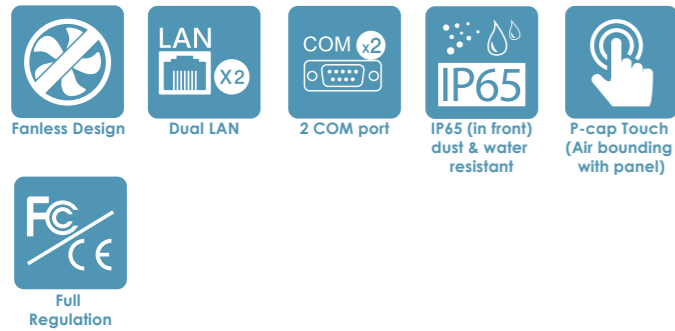 LAN
X2
COM x2
IP65
Fanless Design
Dual LAN
2 COM port
IP65 (in front)
dust & water
resistant
P-cap Touch
(Air bounding
with panel)
FC
CE
Full
Regulation